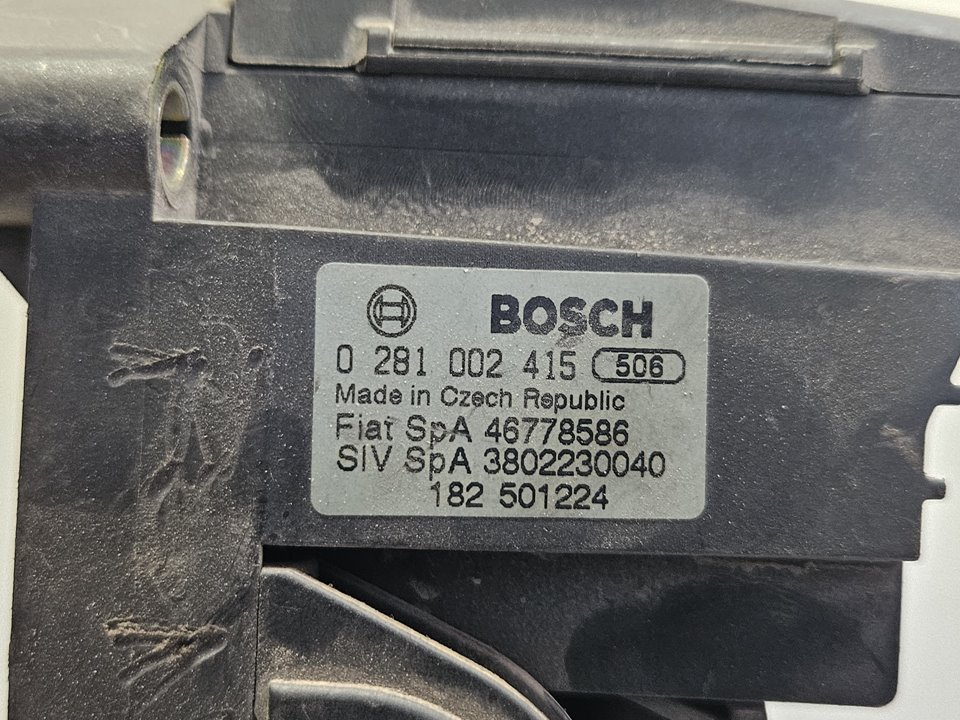 BOSCH
0 281 002 415 506
Made in Czech Republic
Fiat SpA 46778586
SIV SpA 3802230040
182 501224